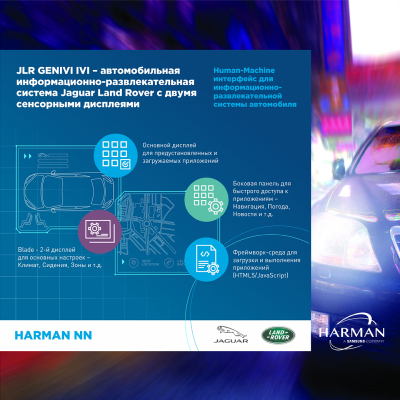 JLR GENIVI IVI – автомобильная
информационно-развлекательная
система Jaguar Land Rover с двумя
сенсорными дисплеями
Human-Machine
интерфейс для
информационно-
развлекательной
системы автомобиля
Основной дисплей
для предустановленных и
загружаемых приложений
Боковая панель для
быстрого доступа к
приложениям –
Навигация, Погода,
Новости и т.д.
Blade - 2-й дисплей
для основных настроек –
Климат, Сидения, Зоны и т.д.
Фреймворк-среда для
загрузки и выполнения
приложений
(HTML5/JavaScript)
HARMAN NN
JAGUAR
LAND-
ROVER
HARMAN
A SAMSUNG COMPANY